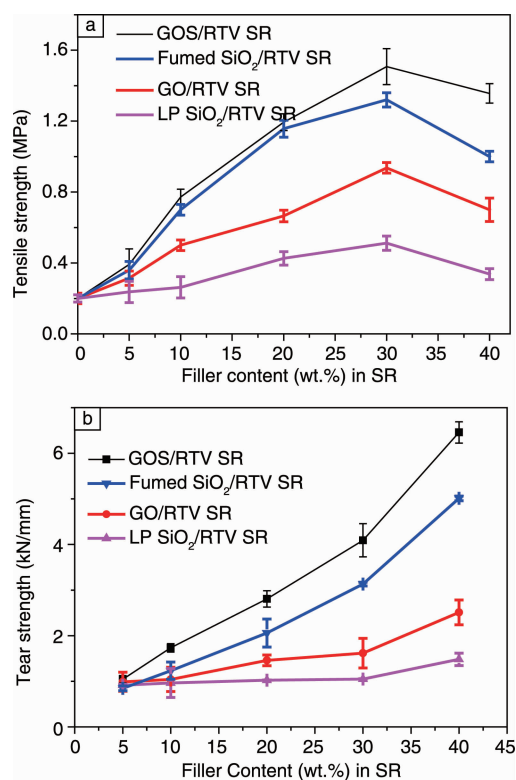 a
GOS/RTV SR
Fumed SiO₂/RTV SR
GO/RTV SR
LP SiO₂/RTV SR
Tensile strength (MPa)
1.6
1.2
0.8
0.4
0.0
0 5 10 15 20 25 30 35 40
Filler content (wt.%) in SR
b
GOS/RTV SR
Fumed SiO₂/RTV SR
GO/RTV SR
LP SiO₂/RTV SR
Tear strength (kN/mm)
6
4
2
0
0 5 10 15 20 25 30 35 40 45
Filler Content (wt.%) in SR